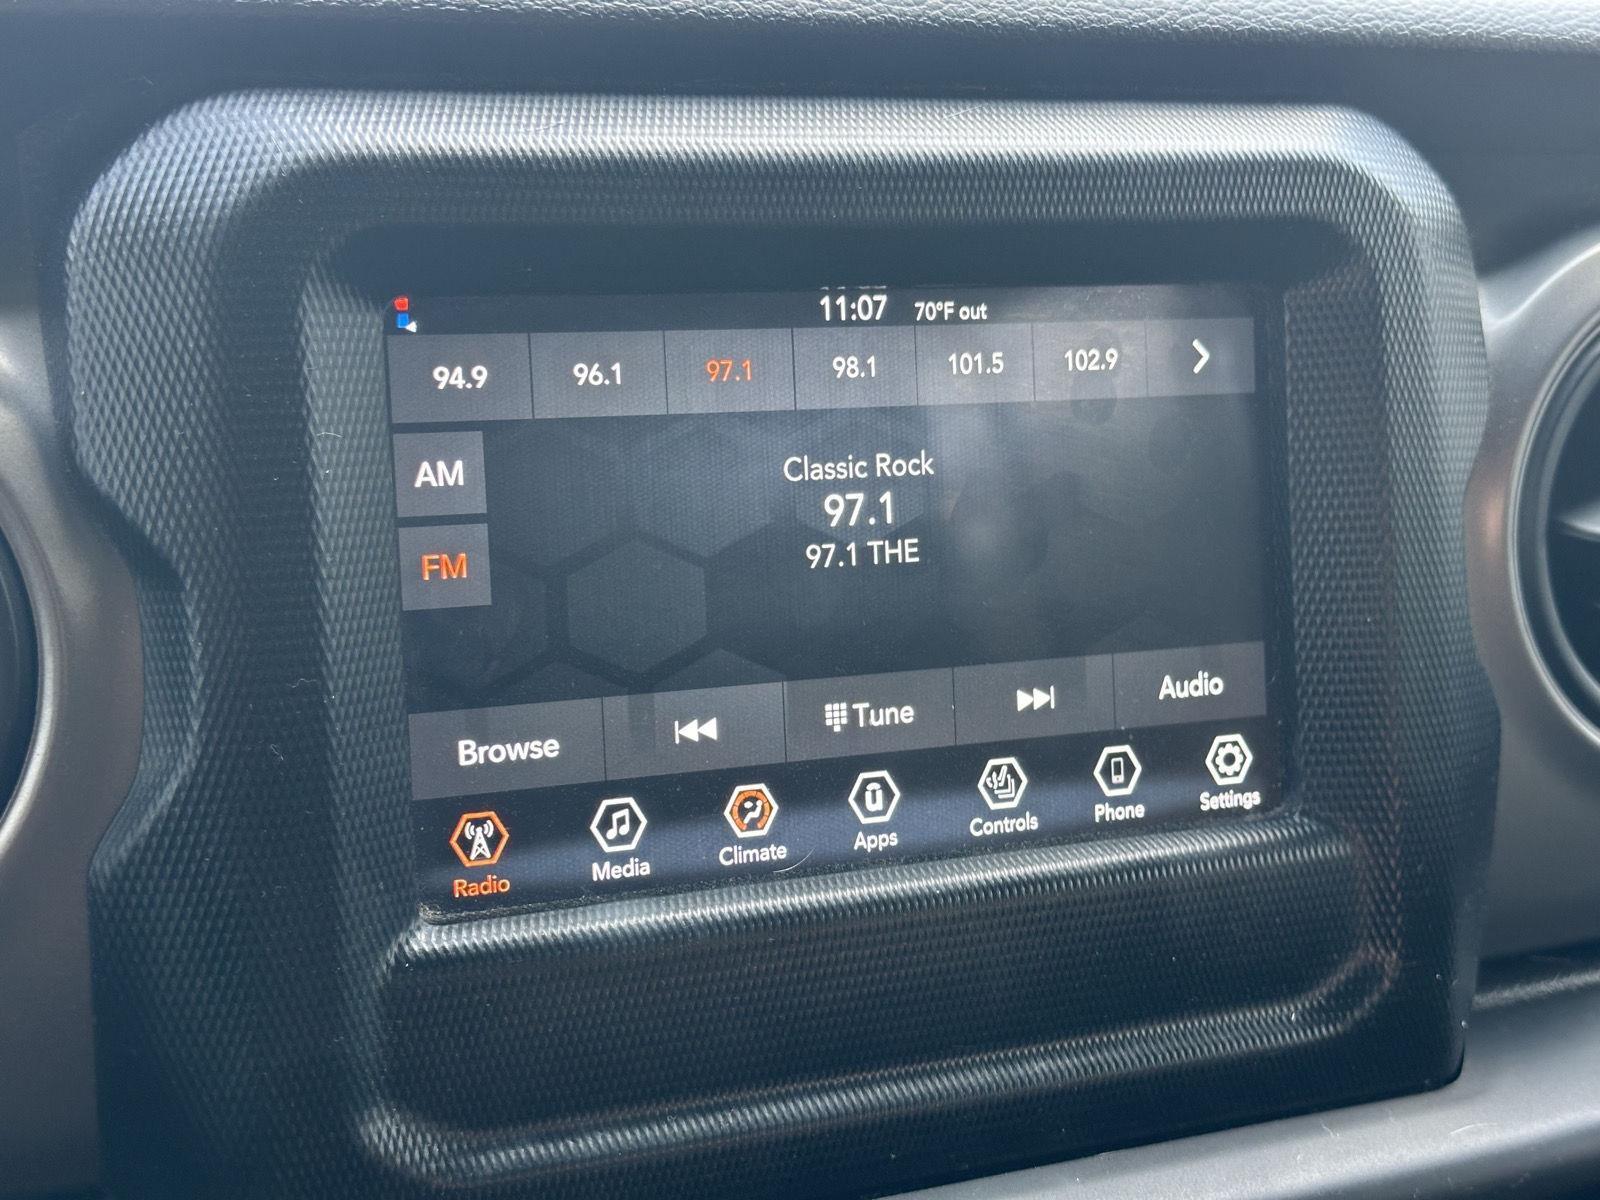 11:07 70°F out
94.9 96.1 97.1 98.1 101.5 102.9
AM
Classic Rock
97.1
FM
97.1 THE
Browse Tune Audio
Radio Media Climate Apps Controls Phone Settings